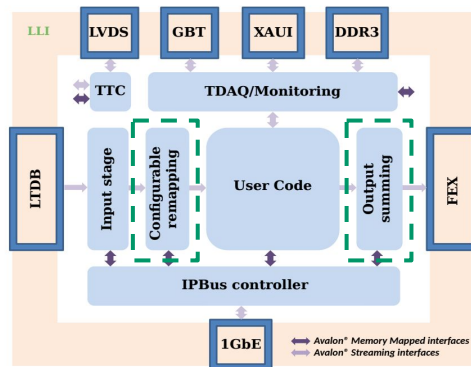 LLI
LVDS
GBT
XAUI
DDR3
TTC
TDAQ/Monitoring
LTDB
Input stage
Configurable
remapping
User Code
Output
summing
FEX
IPBus controller
1GbE
Avalon® Memory Mapped interfaces
Avalon® Streaming interfaces